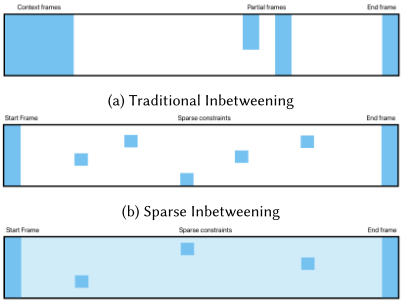 Context frames Partial frames End frame
(a) Traditional Inbetweening
Start Frame Sparse constraints End frame
(b) Sparse Inbetweening
Start Frame Sparse constraints End frame